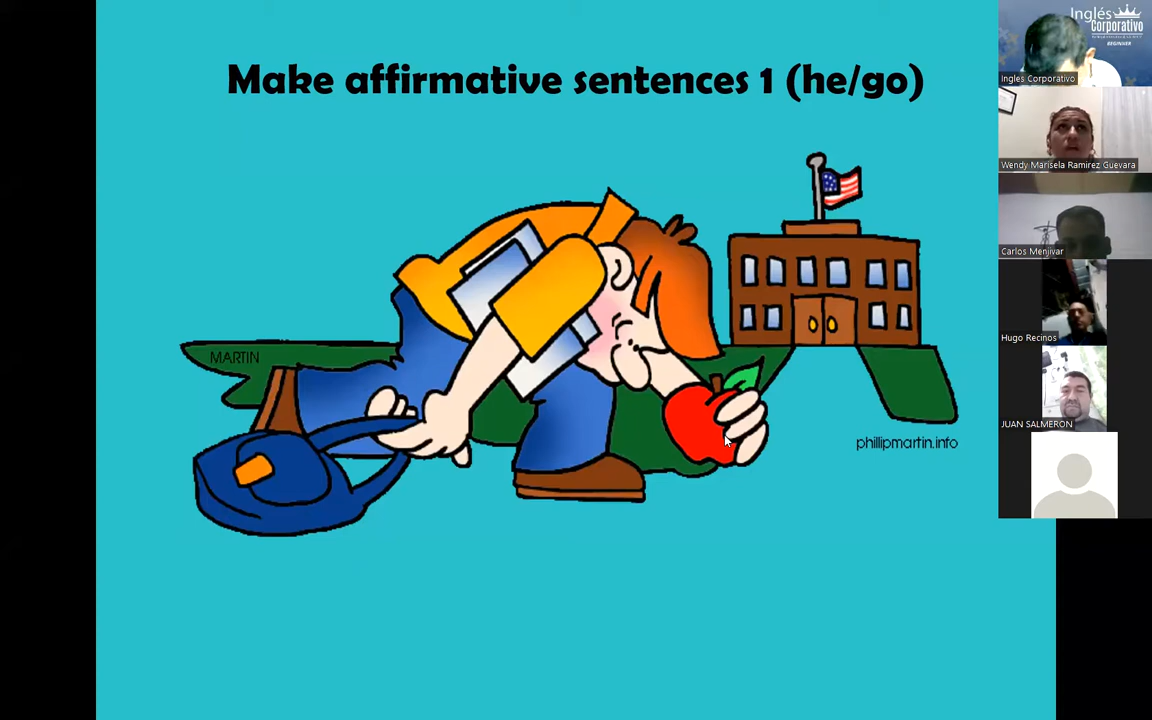 Make affirmative sentences 1 (he/go)
MARTIN
phillipmartin.info
Inglés
Corporativo
BEGINNER
Ingles Corporativo
Wendy Marisela Ramirez Guevara
Carlos Menjivar
Hugo Recinos
JUAN SALMERON